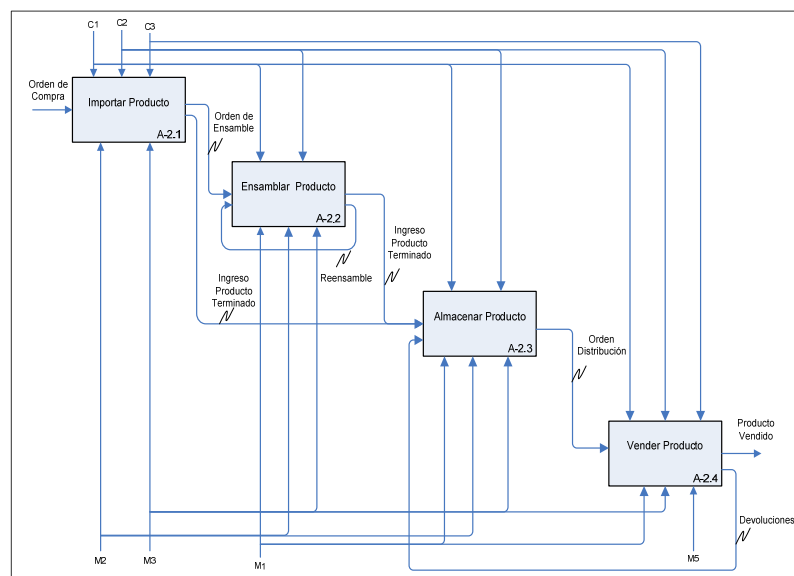 C1
C2
C3
Orden de
Compra
Importar Producto
A-2.1
Orden de
Ensamble
Ensamblar Producto
A-2.2
Reensamble
Ingreso
Producto
Terminado
Ingreso
Producto
Terminado
Almacenar Producto
A-2.3
Orden
Distribución
Vender Producto
A-2.4
Producto
Vendido
Devoluciones
M2
M3
M1
M5